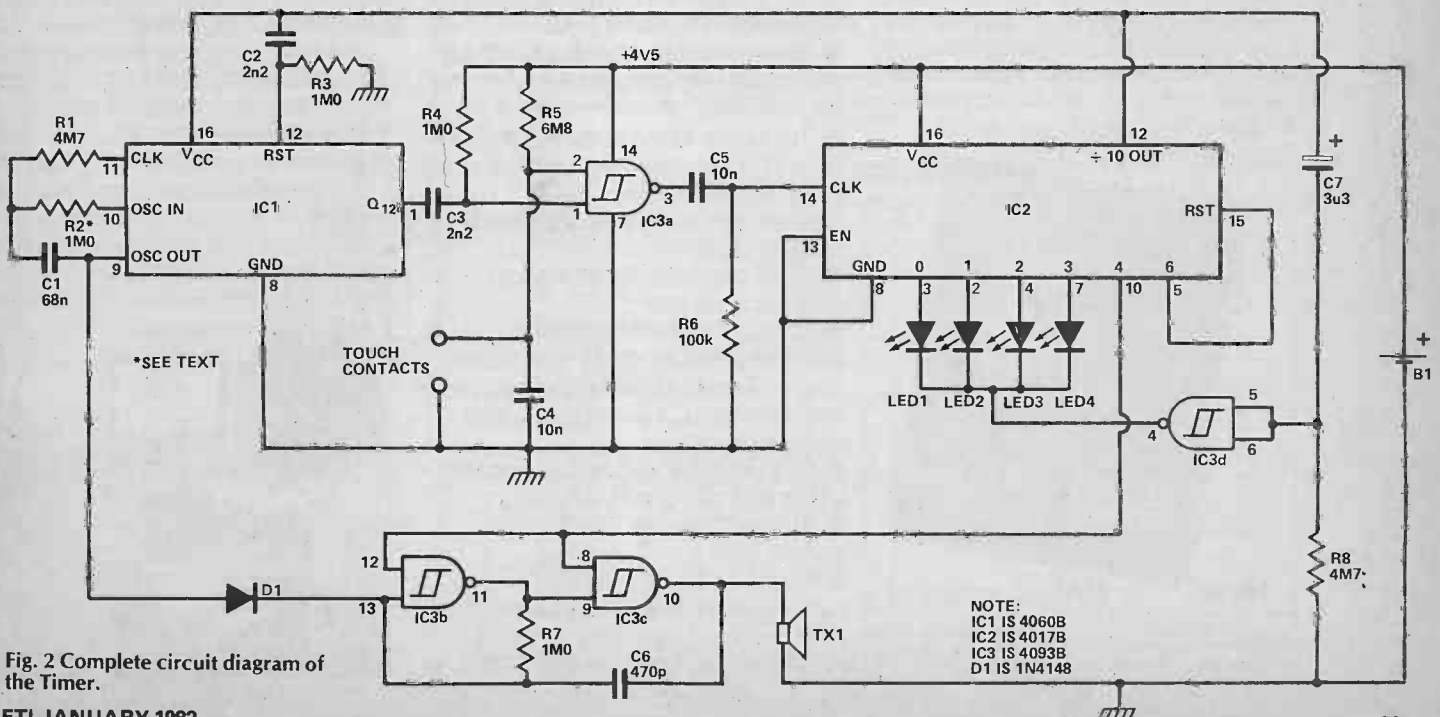 C2
2n2
R3
1M0
+4V5
R4
1M0
R5
6M8
R1
4M7
16
12
VCC
RST
11
CLK
10
OSC IN
IC1
Q12
1
R2*
1M0
9
OSC OUT
C1
68n
GND
8
C3
2n2
2
14
1
3
7
IC3a
C5
10n
16
12
VCC
÷ 10 OUT
14
CLK
IC2
RST
15
13
EN
GND
0
1
2
3
4
6
8
3
2
4
7
10
5
+
C7
3u3
+
B1
*SEE TEXT
TOUCH
CONTACTS
R6
100k
C4
10n
LED1
LED2
LED3
LED4
5
4
6
IC3d
R8
4M7
D1
12
13
11
IC3b
8
9
10
IC3c
R7
1M0
C6
470p
TX1
NOTE:
IC1 IS 4060B
IC2 IS 4017B
IC3 IS 4093B
D1 IS 1N4148
Fig. 2 Complete circuit diagram of
the Timer.
ETI JANUARY 1982